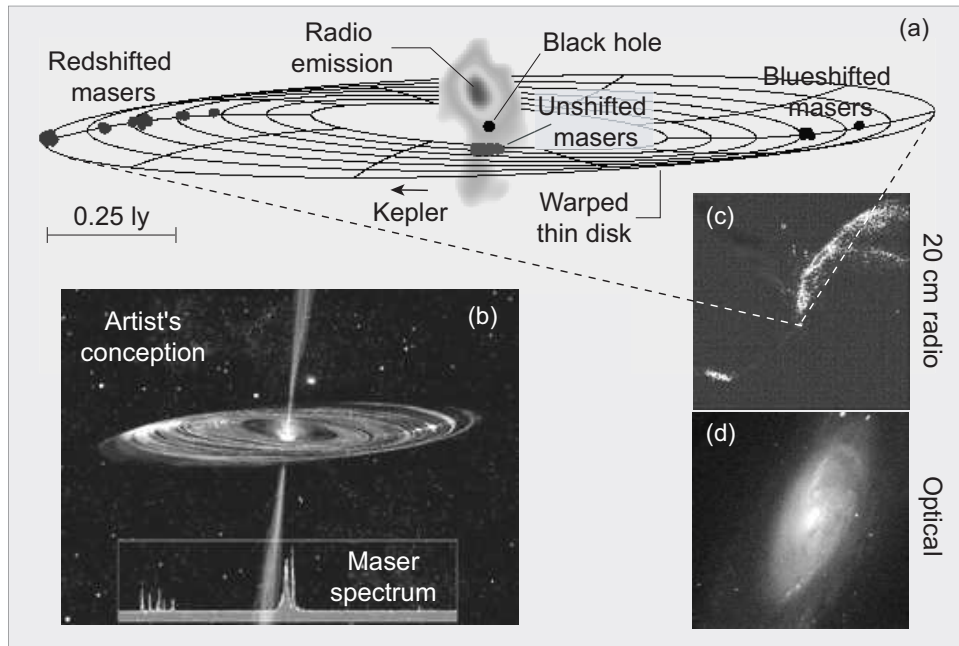 (a)
Radio
emission
Black hole
Redshifted
masers
Blueshifted
masers
Unshifted
masers
Kepler
Warped
thin disk
0.25 ly
(b)
Artist's
conception
Maser
spectrum
(c)
20 cm radio
(d)
Optical